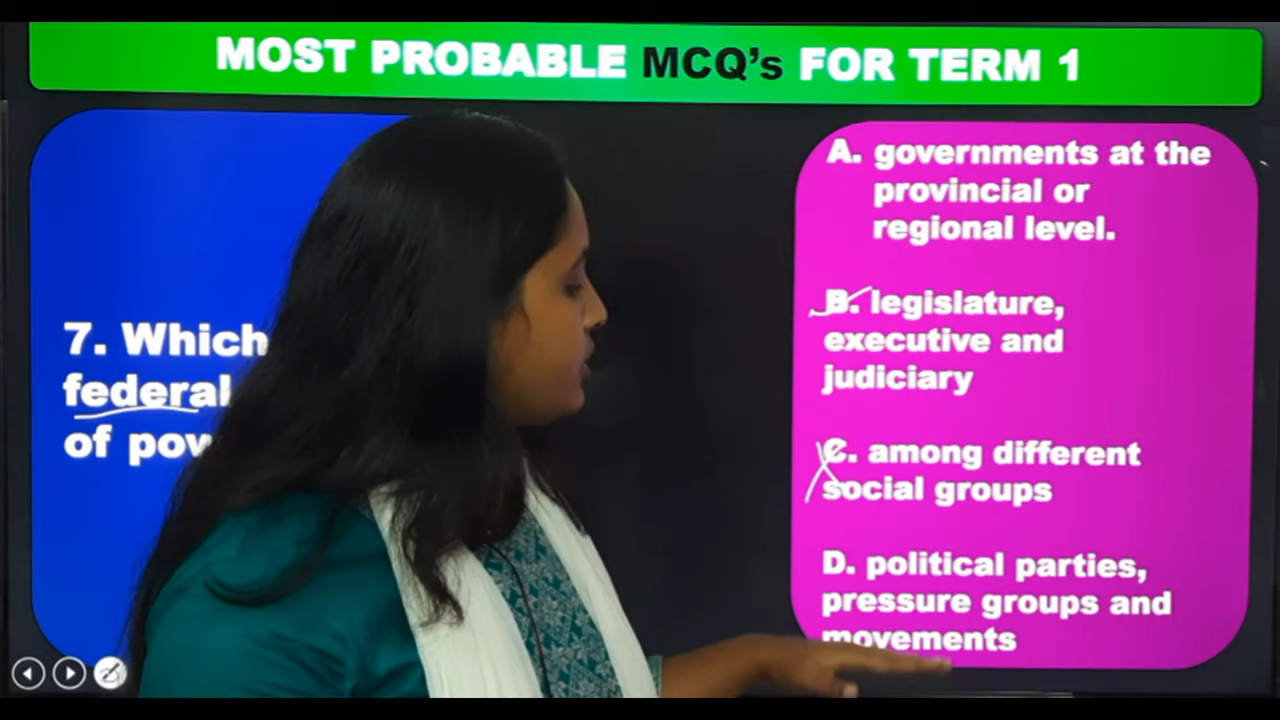 MOST PROBABLE MCQ's FOR TERM 1
7. Which
federal
of
A. governments at the
provincial or
regional level.
B. legislature,
executive and
judiciary
C. among different
social groups
D. political parties,
pressure groups and
movements